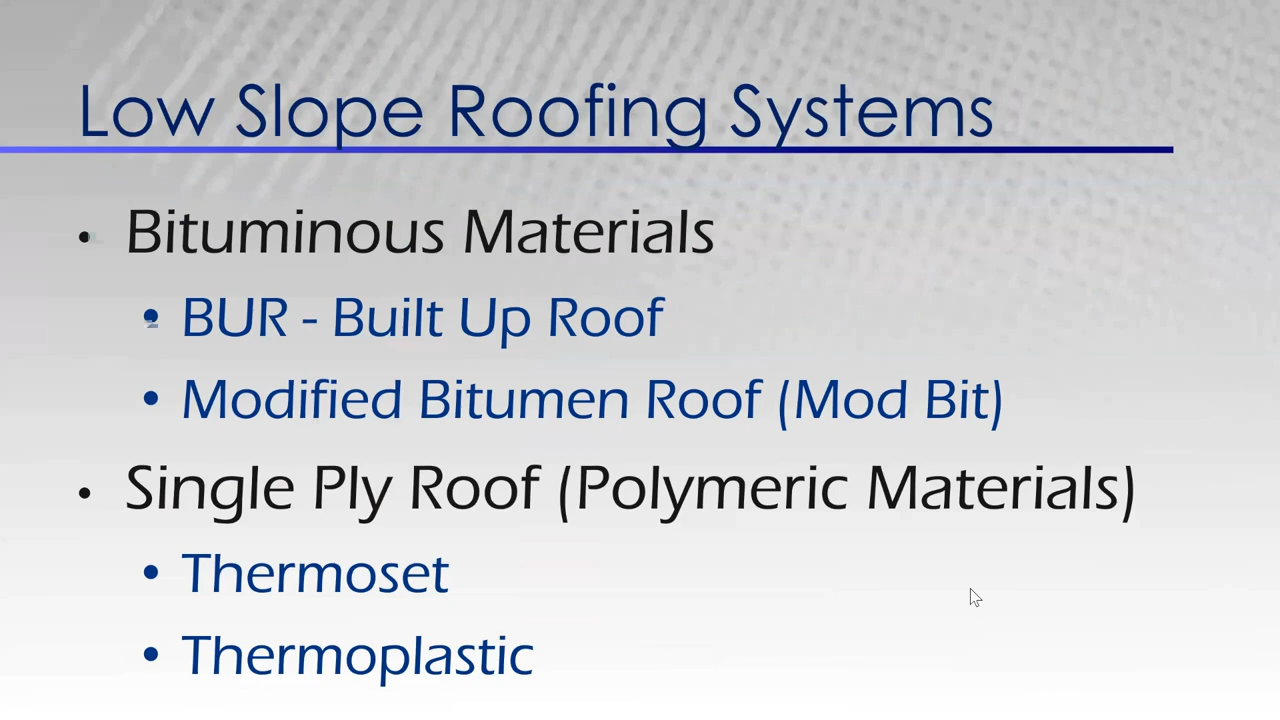 Low Slope Roofing Systems
• Bituminous Materials
• BUR - Built Up Roof
• Modified Bitumen Roof (Mod Bit)
• Single Ply Roof (Polymeric Materials)
• Thermoset
• Thermoplastic